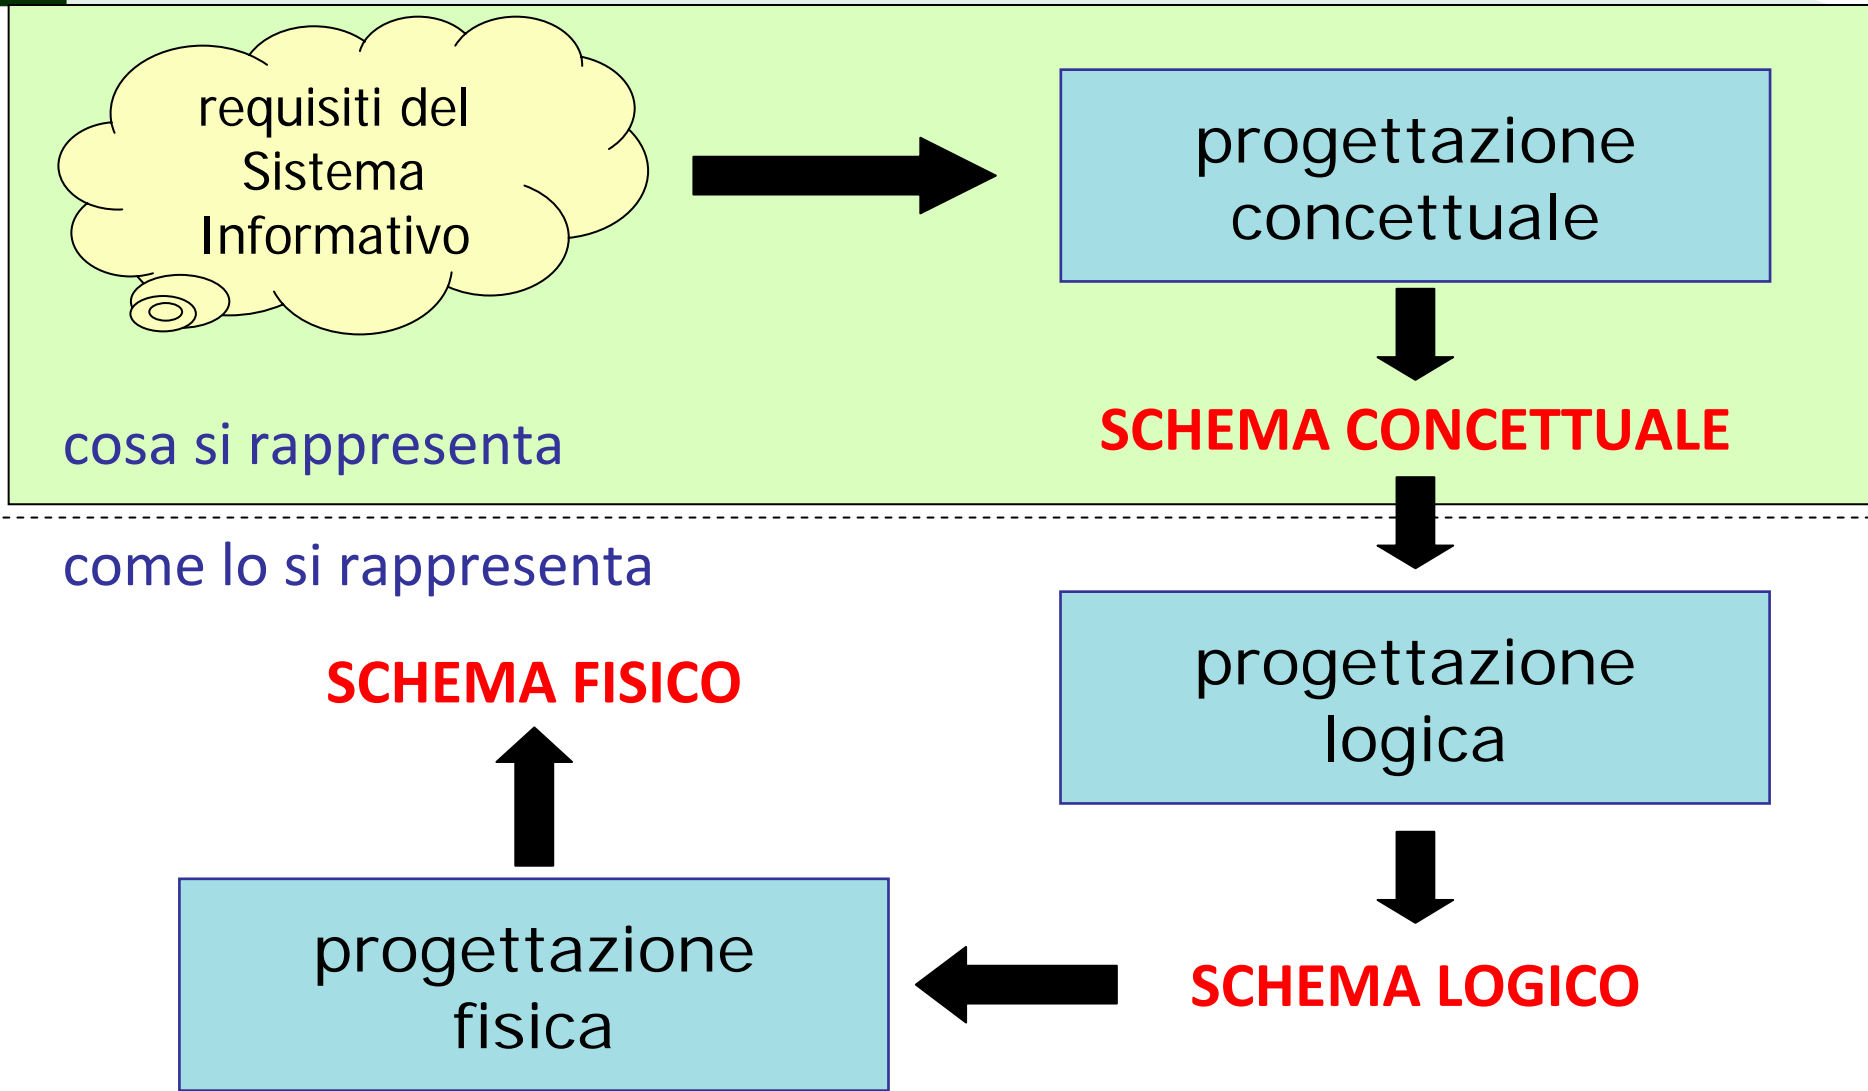 requisiti del
Sistema
Informativo
progettazione
concettuale
SCHEMA CONCETTUALE
cosa si rappresenta
come lo si rappresenta
progettazione
logica
SCHEMA LOGICO
progettazione
fisica
SCHEMA FISICO